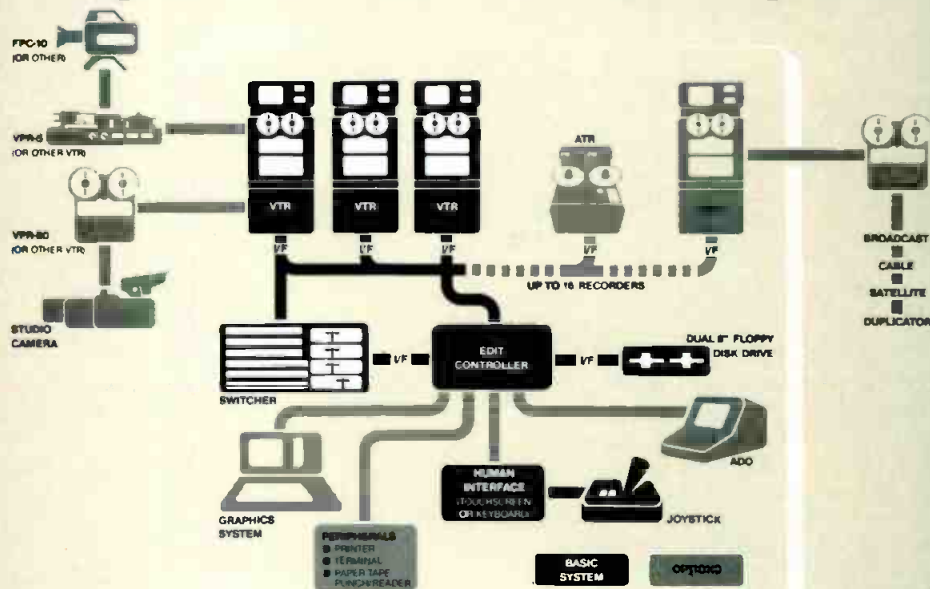 FPC-10
(OR OTHER)
VPR-5
(OR OTHER VTR)
VPR-80
(OR OTHER VTR)
STUDIO
CAMERA
VTR
VTR
VTR
I/F
I/F
I/F
ATR
I/F
I/F
UP TO 16 RECORDERS
BROADCAST
CABLE
SATELLITE
DUPLICATOR
SWITCHER
I/F
EDIT
CONTROLLER
I/F
DUAL 8" FLOPPY
DISK DRIVE
GRAPHICS
SYSTEM
PERIPHERALS
PRINTER
TERMINAL
PAPER TAPE
PUNCH/READER
HUMAN
INTERFACE
(TOUCHSCREEN
OR KEYBOARD)
JOYSTICK
ADO
BASIC
SYSTEM